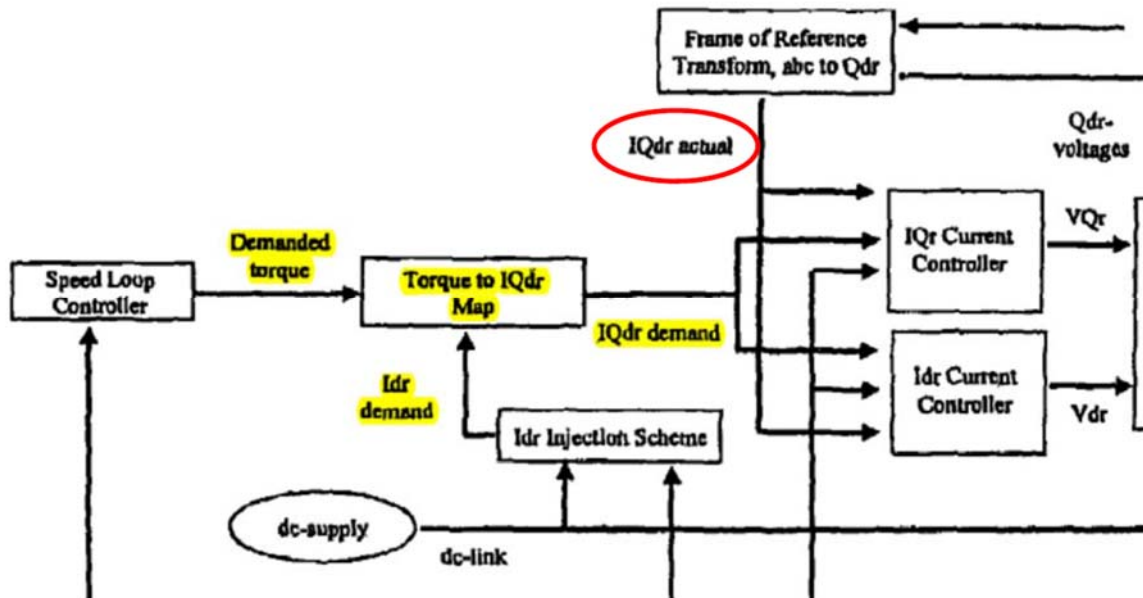 Frame of Reference
Transform, abc to Qdr
IQdr actual
Qdr-
voltages
Demanded
torque
Speed Loop
Controller
Torque to IQdr
Map
IQdr demand
IQr Current
Controller
VQr
Idr
demand
Idr Injection Scheme
Idr Current
Controller
Vdr
dc-supply
dc-link